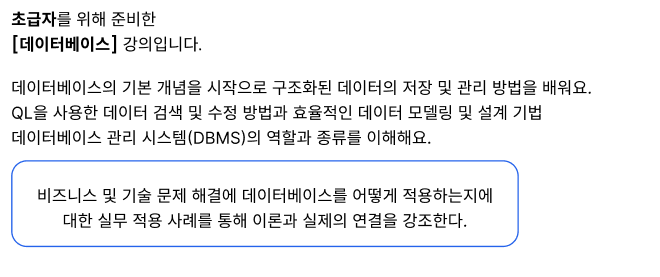 초급자를 위해 준비한
[데이터베이스] 강의입니다.
데이터베이스의 기본 개념을 시작으로 구조화된 데이터의 저장 및 관리 방법을 배워요.
QL을 사용한 데이터 검색 및 수정 방법과 효율적인 데이터 모델링 및 설계 기법
데이터베이스 관리 시스템(DBMS)의 역할과 종류를 이해해요.
비즈니스 및 기술 문제 해결에 데이터베이스를 어떻게 적용하는지에
대한 실무 적용 사례를 통해 이론과 실제의 연결을 강조한다.